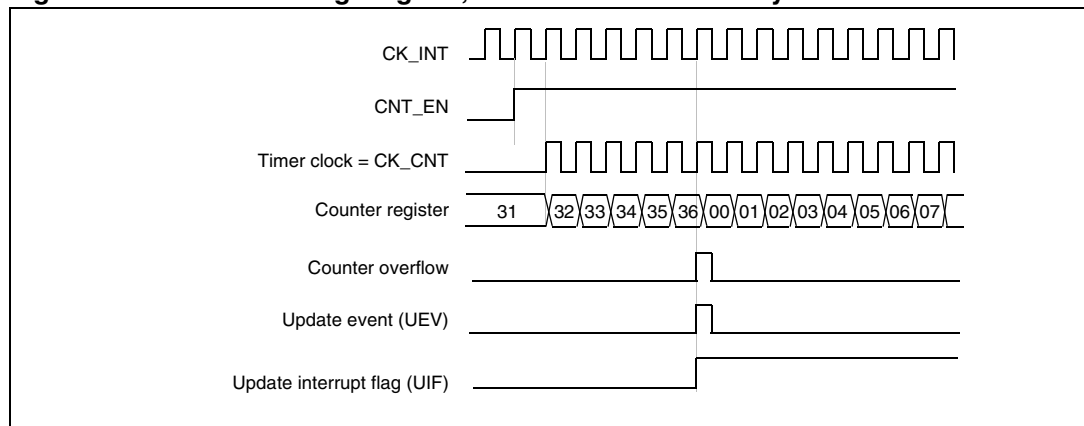 CK_INT
CNT_EN
Timer clock = CK_CNT
Counter register 31 32 33 34 35 36 00 01 02 03 04 05 06 07
Counter overflow
Update event (UEV)
Update interrupt flag (UIF)